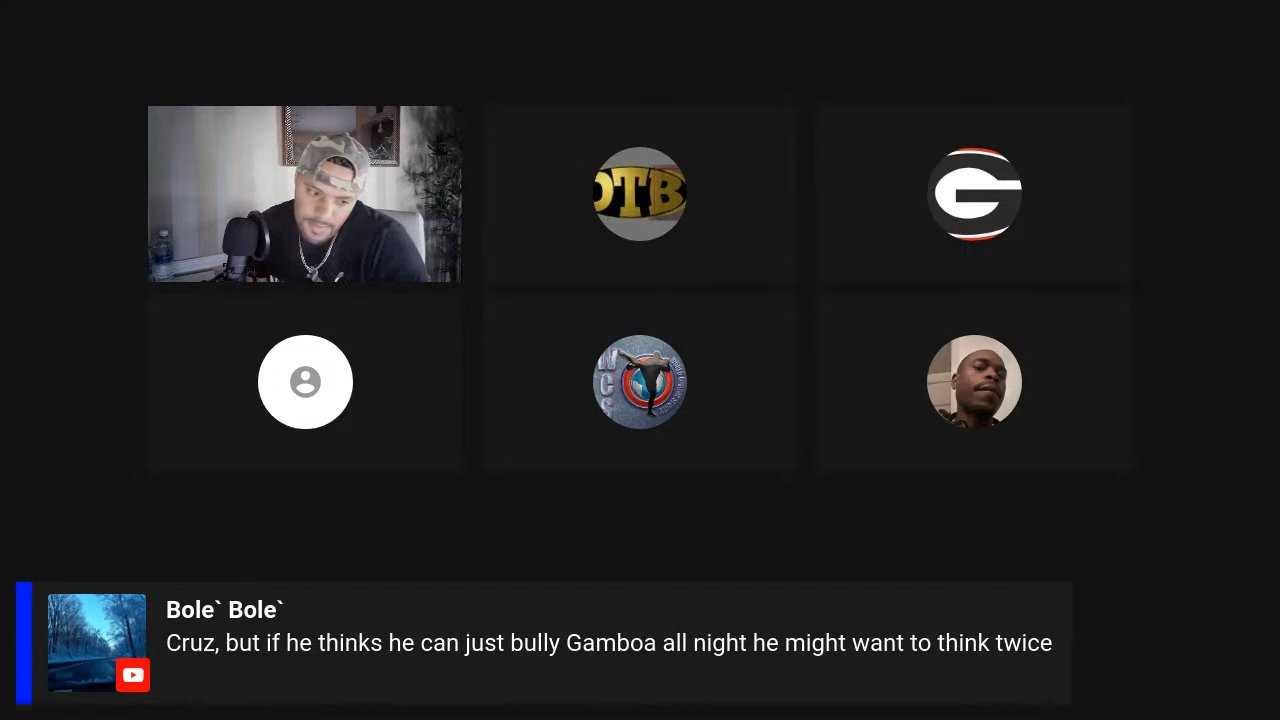 OTB
G
WCS
Bole` Bole`
Cruz, but if he thinks he can just bully Gamboa all night he might want to think twice